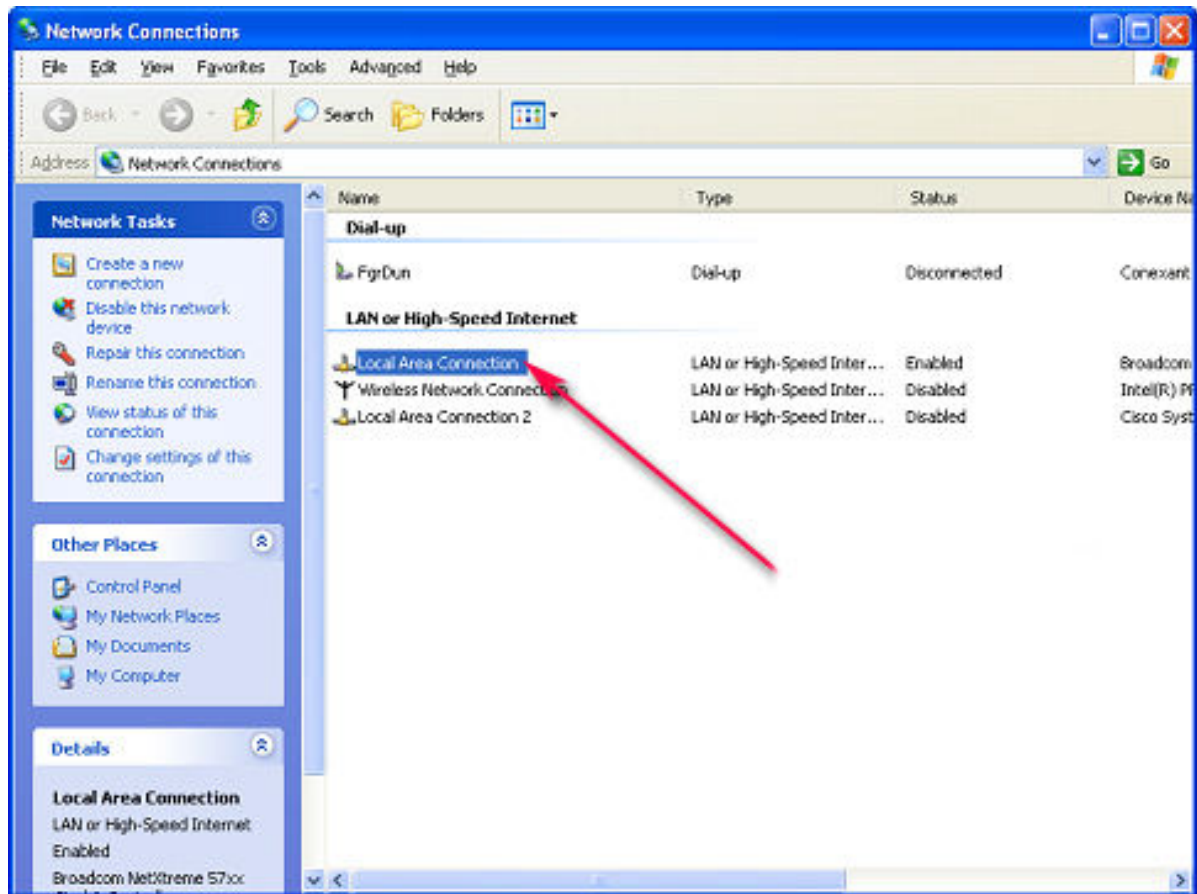 Network Connections
File Edit View Favorites Tools Advanced Help
Back Search Folders
Address Network Connections Go
Network Tasks
Create a new
connection
Disable this network
device
Repair this connection
Rename this connection
View status of this
connection
Change settings of this
connection
Other Places
Control Panel
My Network Places
My Documents
My Computer
Details
Local Area Connection
LAN or High-Speed Internet
Enabled
Broadcom NetXtreme 57xx
Name Type Status Device Na
Dial-up
FgrDun Dial-up Disconnected Conexant
LAN or High-Speed Internet
Local Area Connection LAN or High-Speed Inter... Enabled Broadcom
Wireless Network Connection LAN or High-Speed Inter... Disabled Intel(R) PR
Local Area Connection 2 LAN or High-Speed Inter... Disabled Cisco Syst